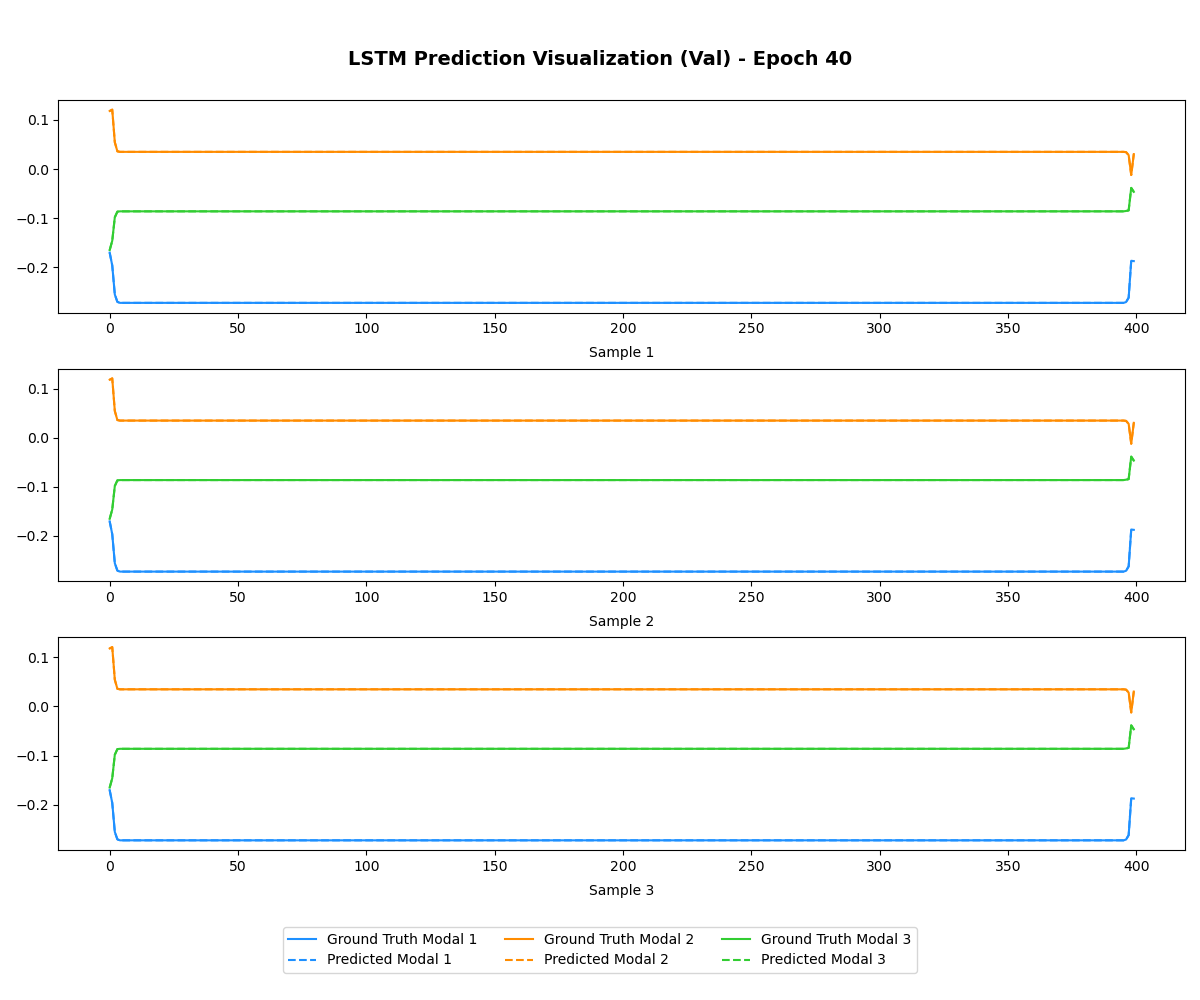 LSTM Prediction Visualization (Val) - Epoch 40
0.1
0.0
−0.1
−0.2
0 50 100 150 200 250 300 350 400
Sample 1
0.1
0.0
−0.1
−0.2
0 50 100 150 200 250 300 350 400
Sample 2
0.1
0.0
−0.1
−0.2
0 50 100 150 200 250 300 350 400
Sample 3
Ground Truth Modal 1 Ground Truth Modal 2 Ground Truth Modal 3
Predicted Modal 1 Predicted Modal 2 Predicted Modal 3